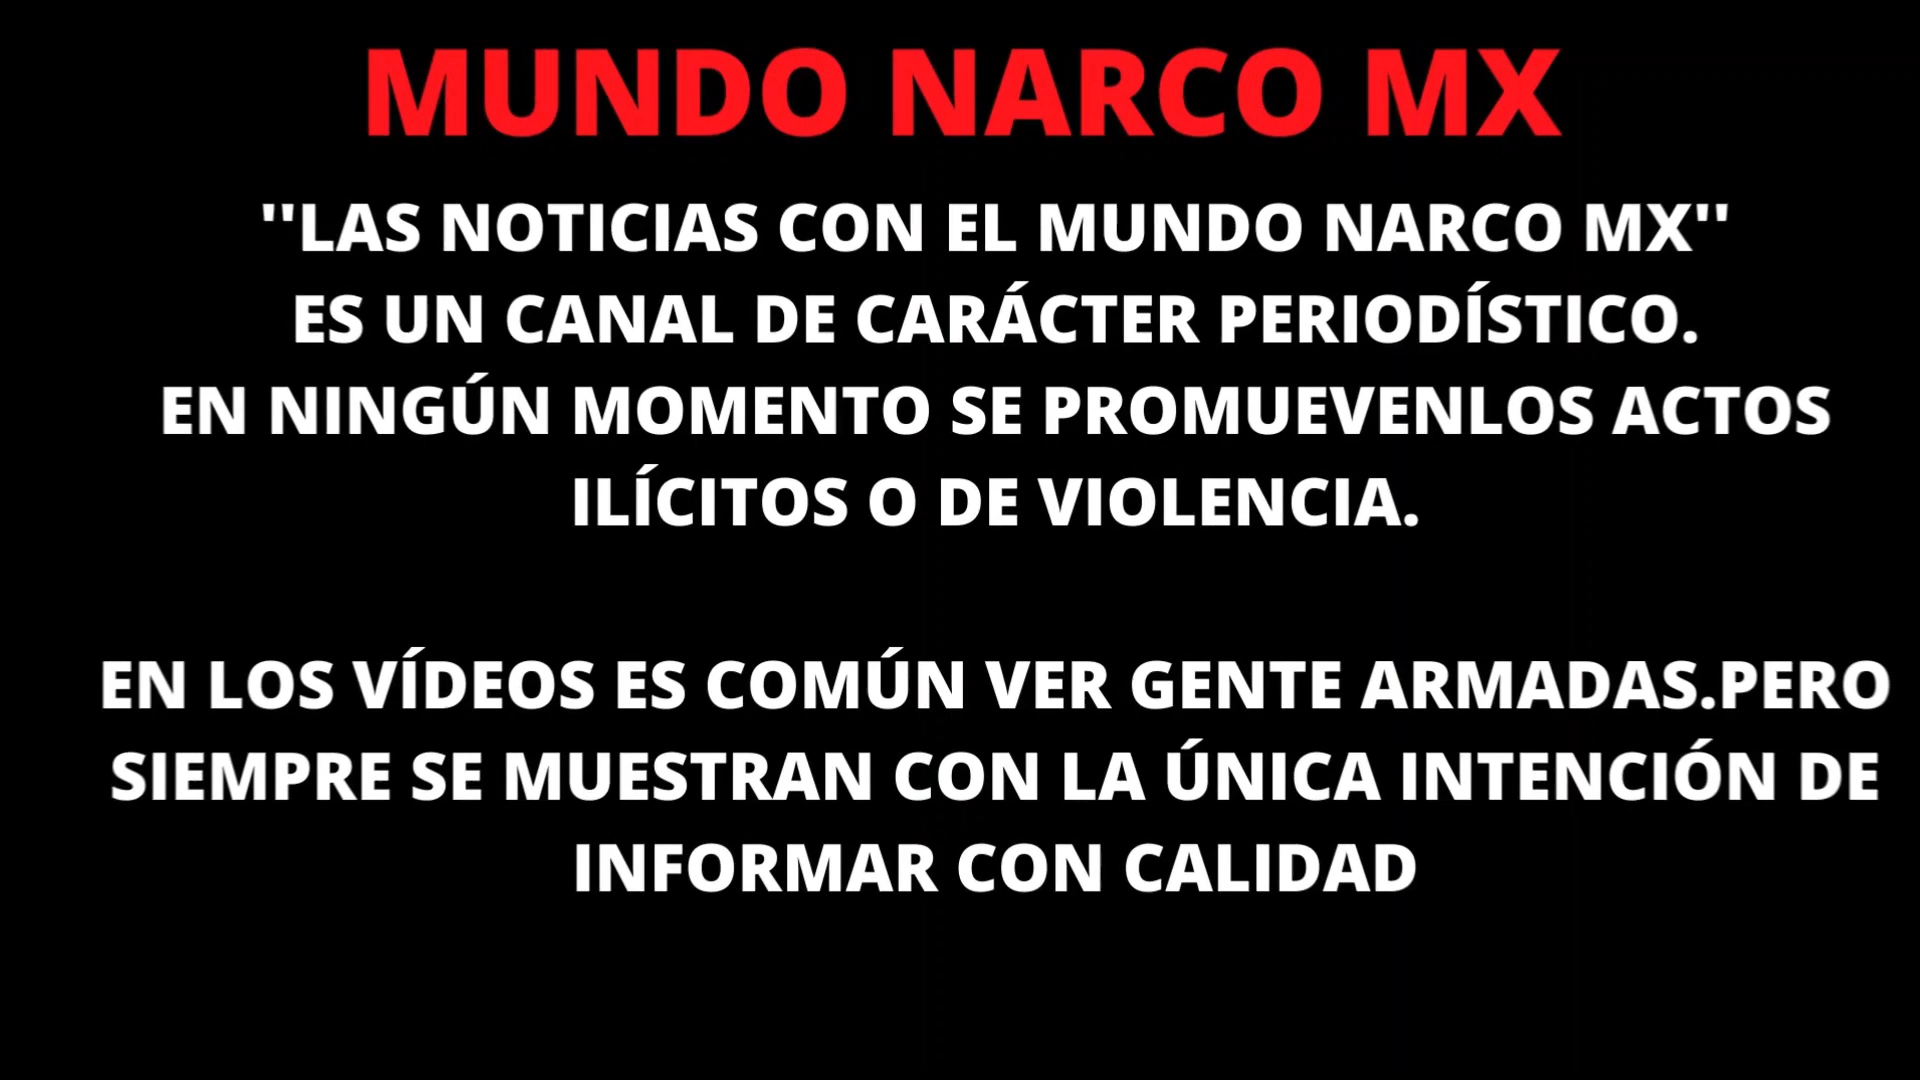 MUNDO NARCO MX
"LAS NOTICIAS CON EL MUNDO NARCO MX"
ES UN CANAL DE CARÁCTER PERIODÍSTICO.
EN NINGÚN MOMENTO SE PROMUEVENLOS ACTOS
ILÍCITOS O DE VIOLENCIA.
EN LOS VÍDEOS ES COMÚN VER GENTE ARMADAS.PERO
SIEMPRE SE MUESTRAN CON LA ÚNICA INTENCIÓN DE
INFORMAR CON CALIDAD